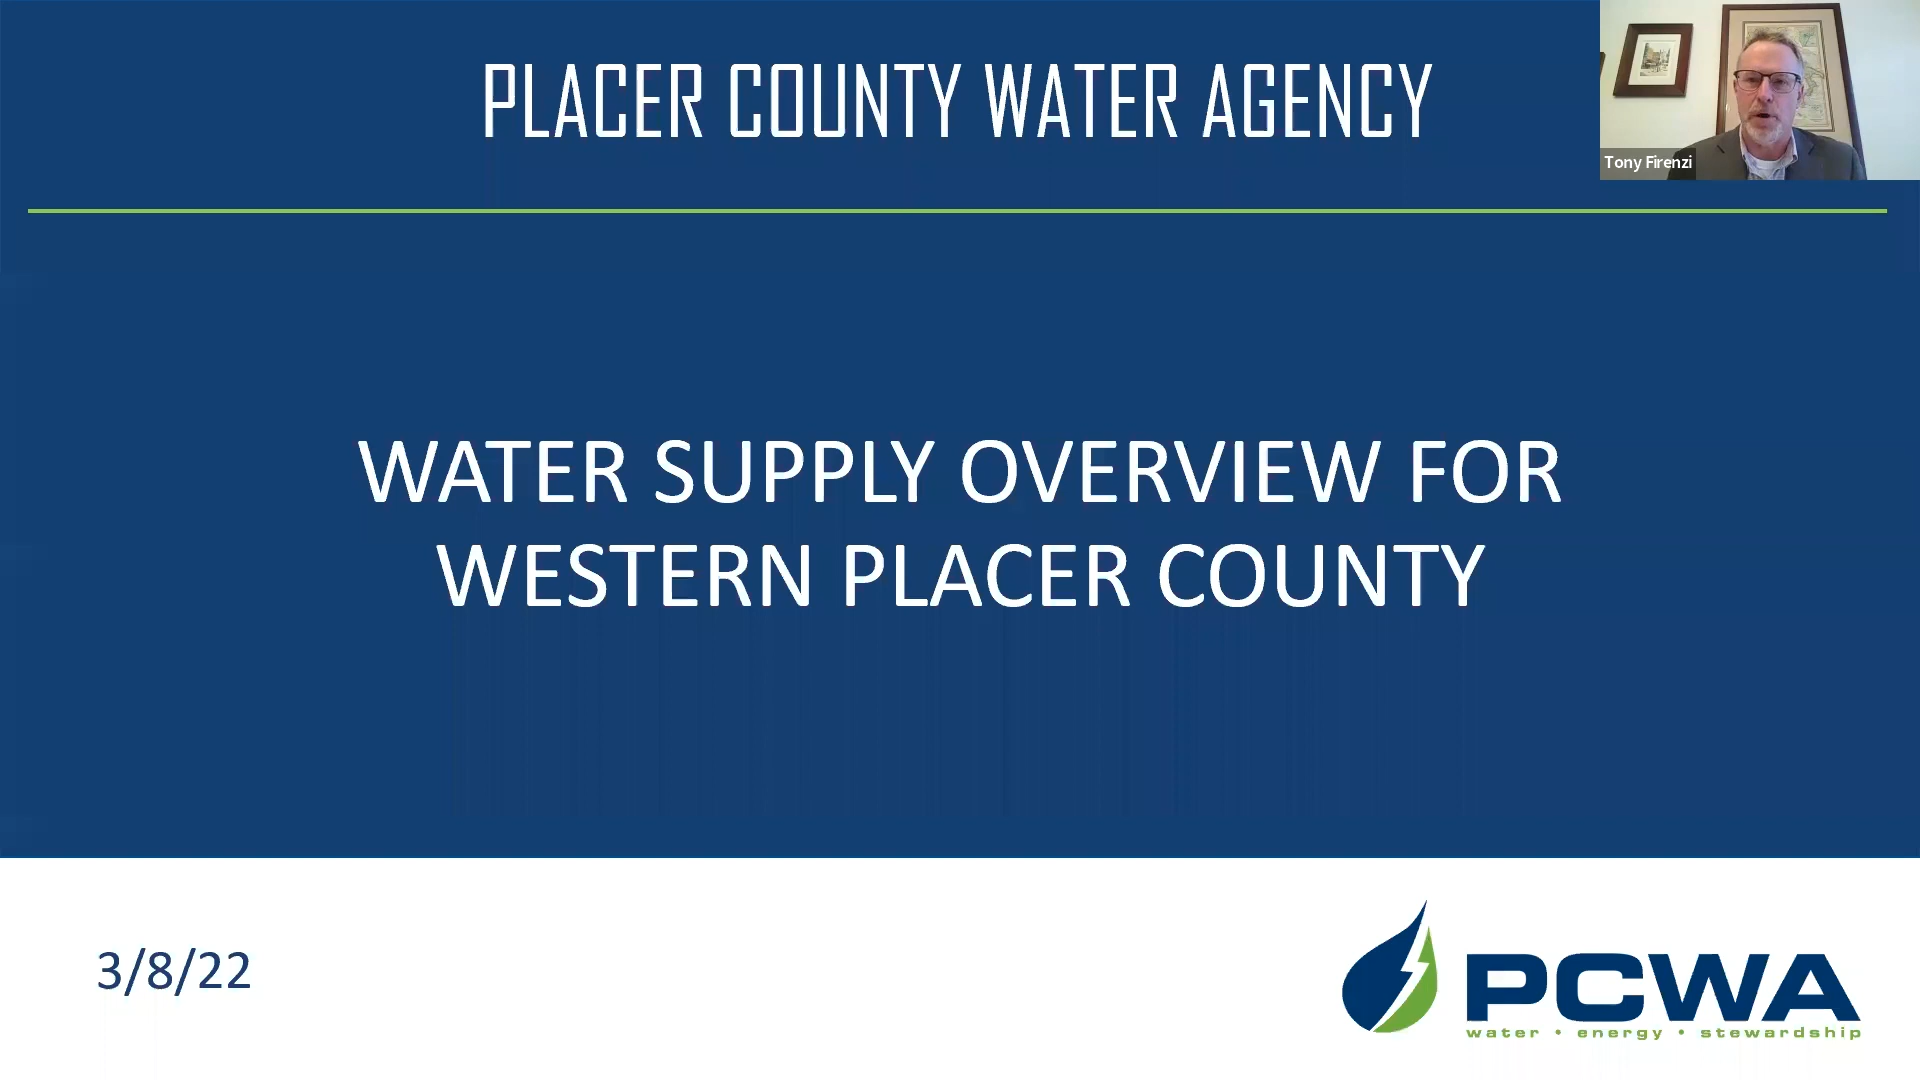 PLACER COUNTY WATER AGENCY
Tony Firenzi
WATER SUPPLY OVERVIEW FOR
WESTERN PLACER COUNTY
3/8/22
PCWA
water • energy • stewardship